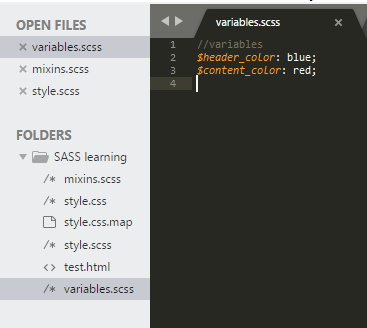 OPEN FILES
variables.scss
mixins.scss
style.scss
FOLDERS
SASS learning
/* mixins.scss
/* style.css
style.css.map
/* style.scss
<> test.html
/* variables.scss
variables.scss
1 //variables
2 $header_color: blue;
3 $content_color: red;
4